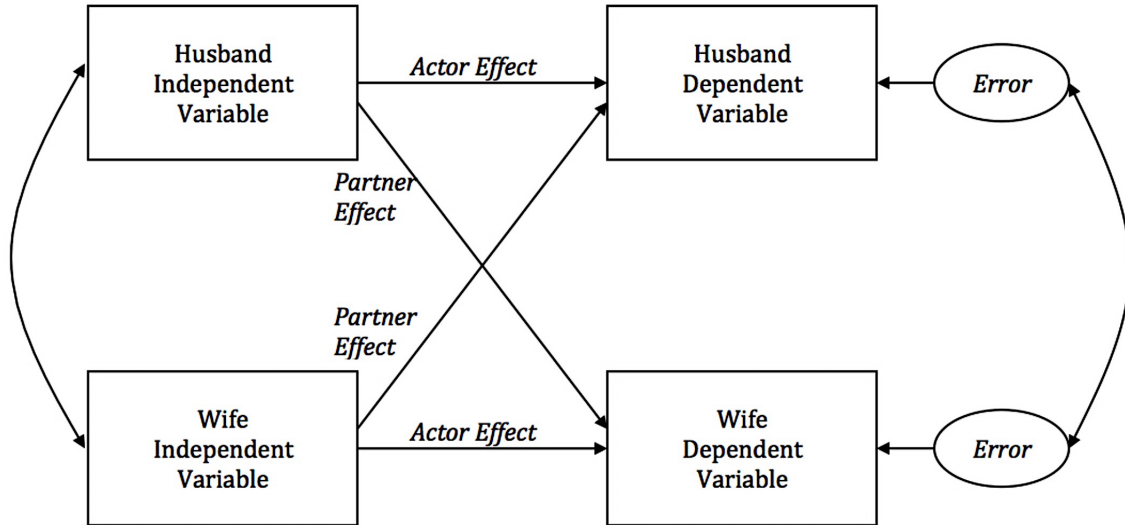 Husband
Independent
Variable
Actor Effect
Husband
Dependent
Variable
Error
Partner
Effect
Partner
Effect
Wife
Independent
Variable
Actor Effect
Wife
Dependent
Variable
Error